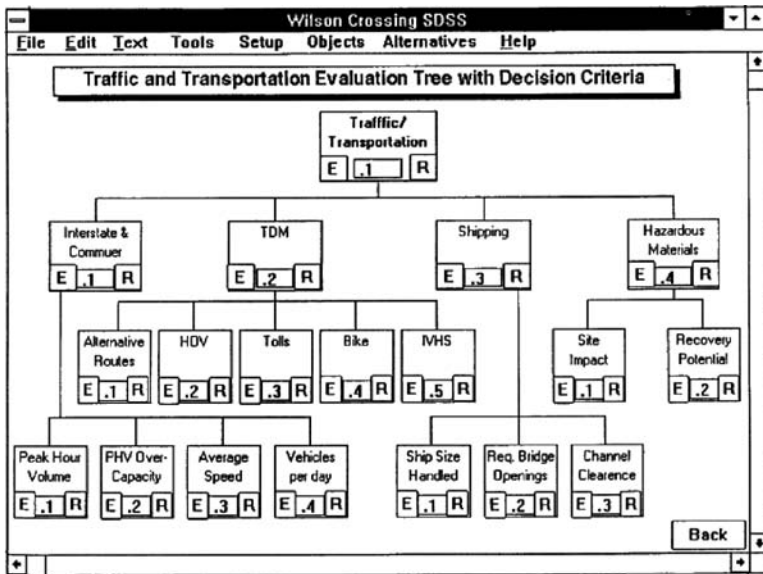 Wilson Crossing SDSS
File Edit Text Tools Setup Objects Alternatives Help
Traffic and Transportation Evaluation Tree with Decision Criteria
Trafffic/
Transportation
E .1 R
Interstate &
Commuer
E .1 R
TDM
E .2 R
Shipping
E .3 R
Hazardous
Materials
E .4 R
Alternative
Routes
E .1 R
HOV
E .2 R
Tolls
E .3 R
Bike
E .4 R
IVHS
E .5 R
Site
Impact
E .1 R
Recovery
Potential
E .2 R
Peak Hour
Volume
E .1 R
PHV Over-
Capacity
E .2 R
Average
Speed
E .3 R
Vehicles
per day
E .4 R
Ship Size
Handled
E .1 R
Req. Bridge
Openings
E .2 R
Channel
Clearence
E .3 R
Back